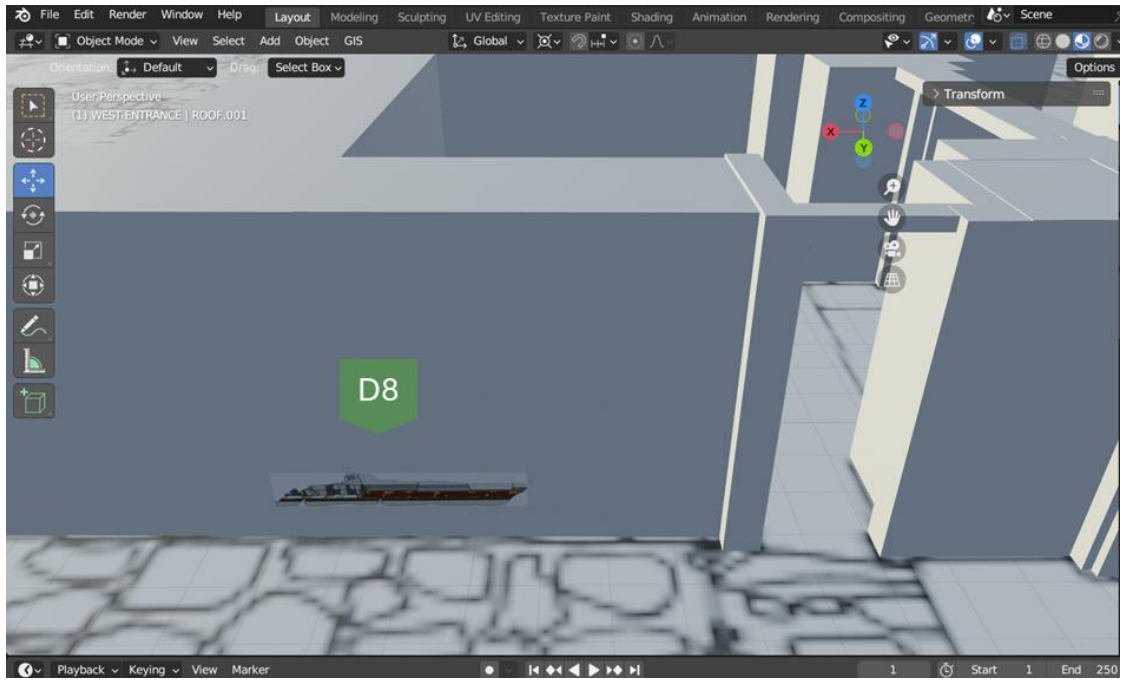 File Edit Render Window Help Layout Modeling Sculpting UV Editing Texture Paint Shading Animation Rendering Compositing Geometr Scene
Object Mode View Select Add Object GIS Global
Orientation: Default Drag: Select Box Options
User Perspective
(1) WEST ENTRANCE | ROOF.001
Transform
Z
X
Y
D8
Playback Keying View Marker 1 Start 1 End 250